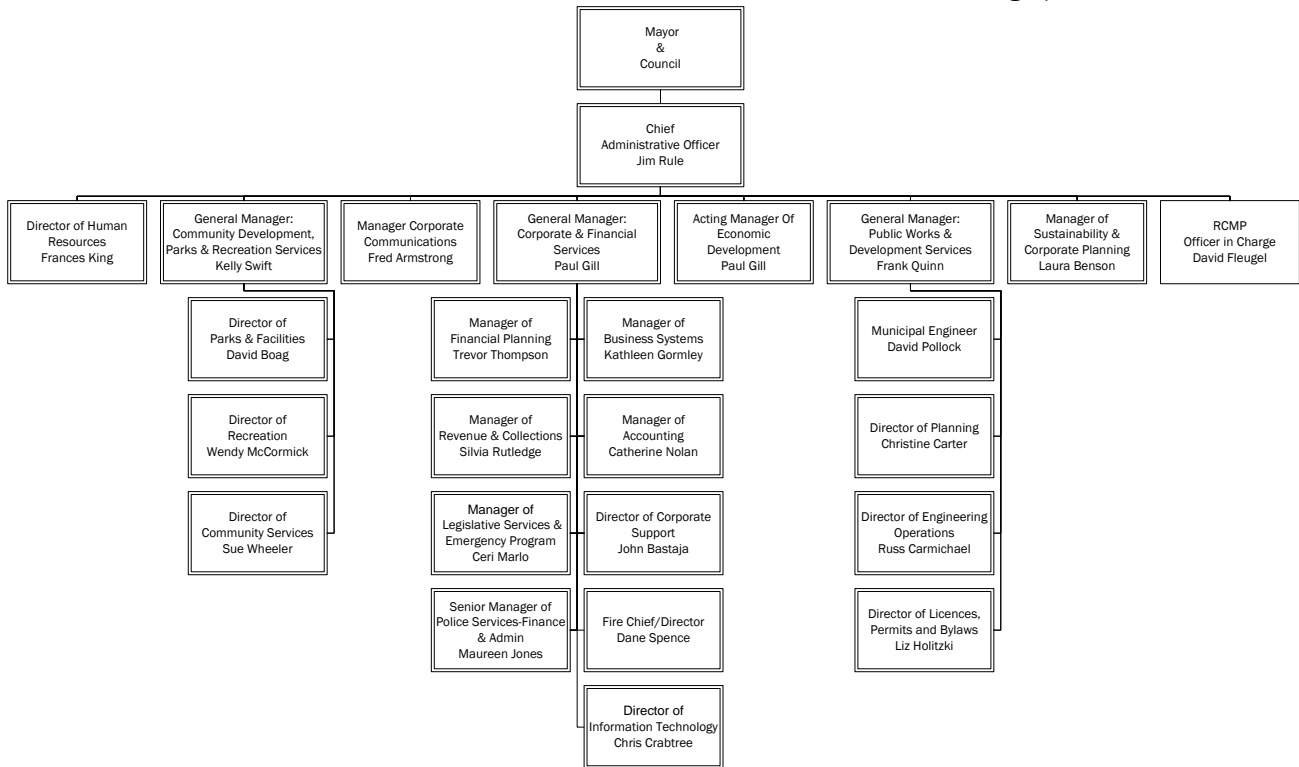 Mayor
&
Council
Chief
Administrative Officer
Jim Rule
Director of Human
Resources
Frances King
General Manager:
Community Development,
Parks & Recreation Services
Kelly Swift
Manager Corporate
Communications
Fred Armstrong
General Manager:
Corporate & Financial
Services
Paul Gill
Acting Manager Of
Economic
Development
Paul Gill
General Manager:
Public Works &
Development Services
Frank Quinn
Manager of
Sustainability &
Corporate Planning
Laura Benson
RCMP
Officer in Charge
David Fleugel
Director of
Parks & Facilities
David Boag
Director of
Recreation
Wendy McCormick
Director of
Community Services
Sue Wheeler
Manager of
Financial Planning
Trevor Thompson
Manager of
Business Systems
Kathleen Gormley
Manager of
Revenue & Collections
Silvia Rutledge
Manager of
Accounting
Catherine Nolan
Manager of
Legislative Services &
Emergency Program
Ceri Marlo
Director of Corporate
Support
John Bastaja
Senior Manager of
Police Services-Finance
& Admin
Maureen Jones
Fire Chief/Director
Dane Spence
Director of
Information Technology
Chris Crabtree
Municipal Engineer
David Pollock
Director of Planning
Christine Carter
Director of Engineering
Operations
Russ Carmichael
Director of Licences,
Permits and Bylaws
Liz Holitzki